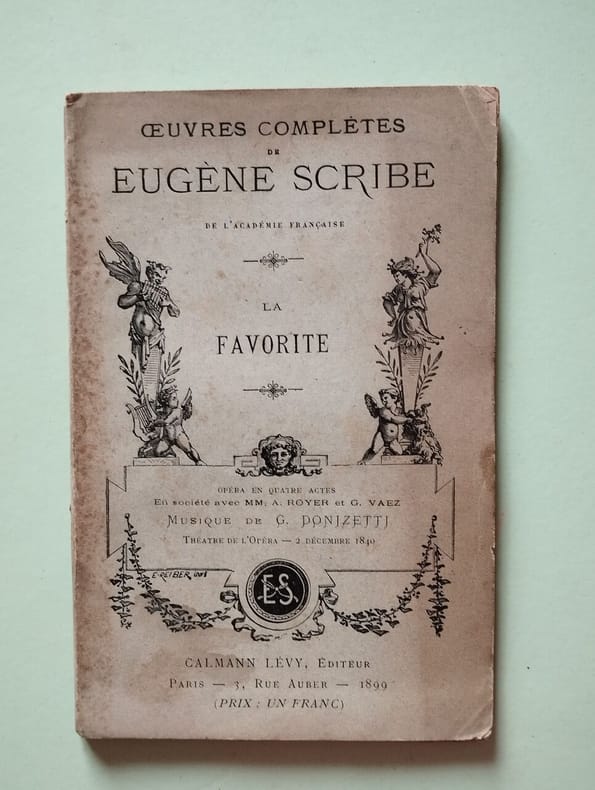 ŒUVRES COMPLÈTES
DE
EUGÈNE SCRIBE
DE L'ACADÉMIE FRANÇAISE
LA
FAVORITE
OPÉRA EN QUATRE ACTES
En société avec MM. A. ROYER et G. VAEZ
MUSIQUE DE G. DONIZETTI
THÉATRE DE L'OPÉRA — 2 DÉCEMBRE 1840
E·REIBER
E.S.
CALMANN LÉVY, ÉDITEUR
PARIS — 3, RUE AUBER — 1899
(PRIX : UN FRANC)